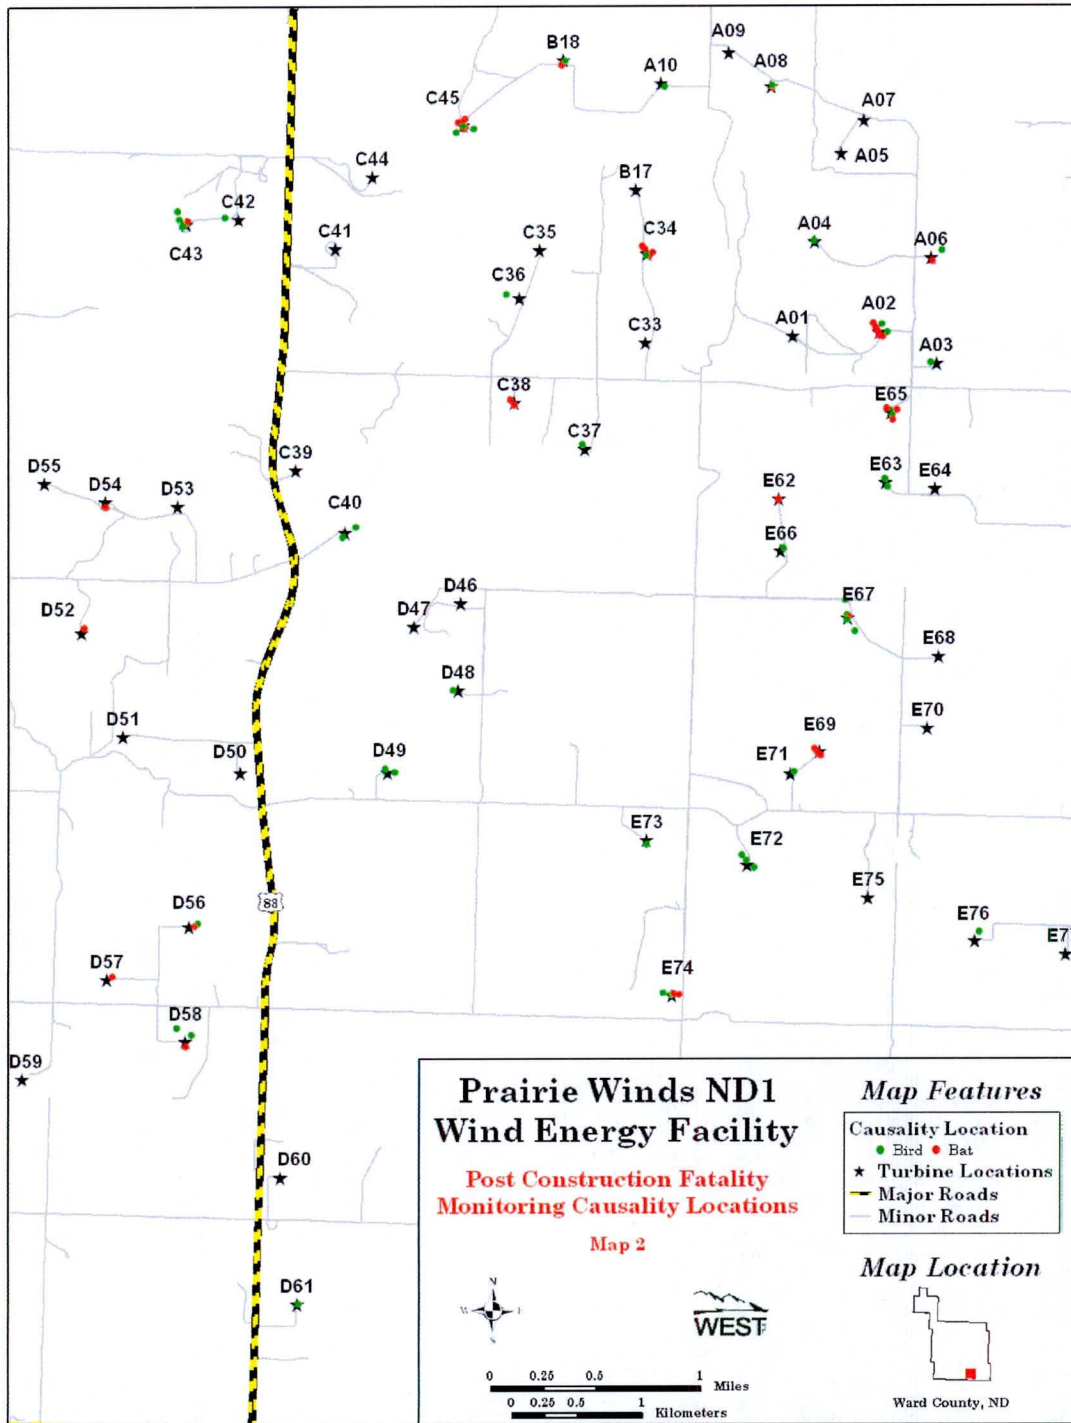 A09
B18
A10
A08
C45
A07
A05
C44
B17
C42
C43
C41
C35
C34
A04
A06
C36
A02
A01
C33
A03
C38
E65
C37
C39
D55
D54
D53
E62
E63
E64
C40
E66
D46
E67
D52
D47
E68
D48
D51
E70
E69
D50
D49
E71
E73
E72
E75
88
D56
E76
E7
D57
E74
D58
D59
D60
D61
Prairie Winds ND1
Wind Energy Facility
Post Construction Fatality
Monitoring Causality Locations
Map 2
N
W E
S
WEST
0 0.25 0.5 1
Miles
0 0.25 0.5 1
Kilometers
Map Features
Causality Location
Bird Bat
Turbine Locations
Major Roads
Minor Roads
Map Location
Ward County, ND